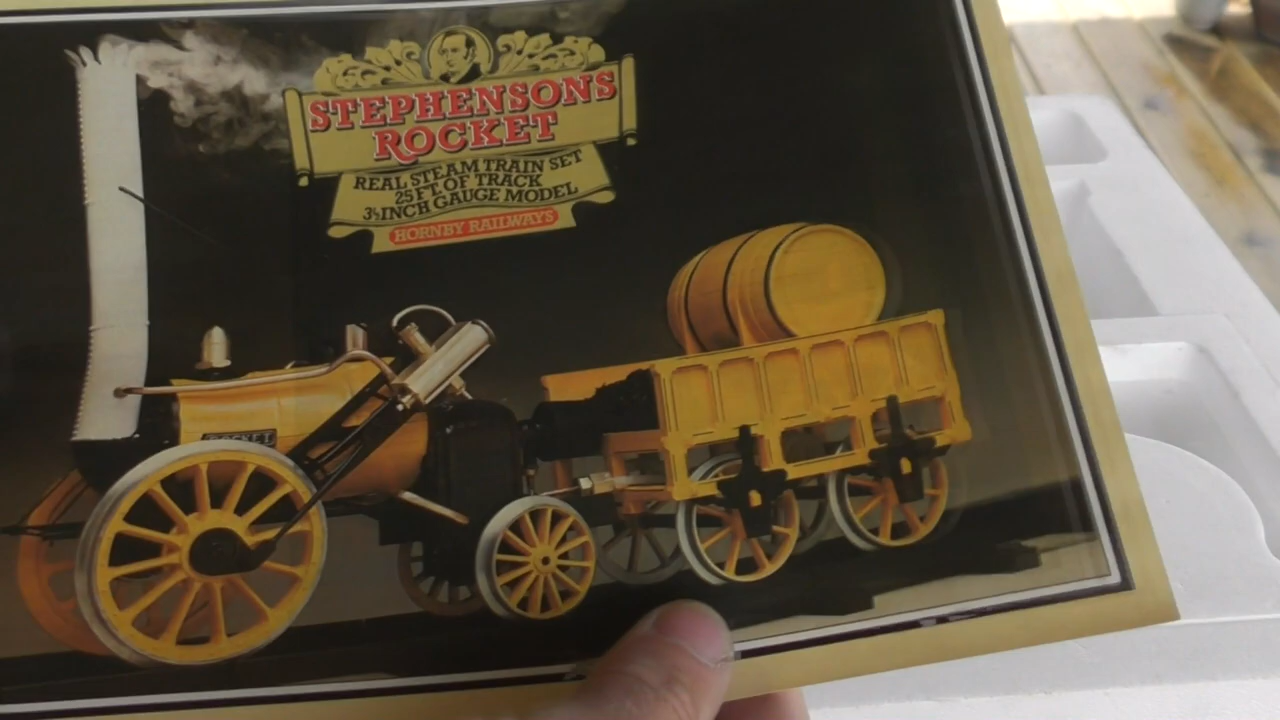 STEPHENSONS
ROCKET
REAL STEAM TRAIN SET
25 FT. OF TRACK
3½ INCH GAUGE MODEL
HORNBY RAILWAYS
ROCKET